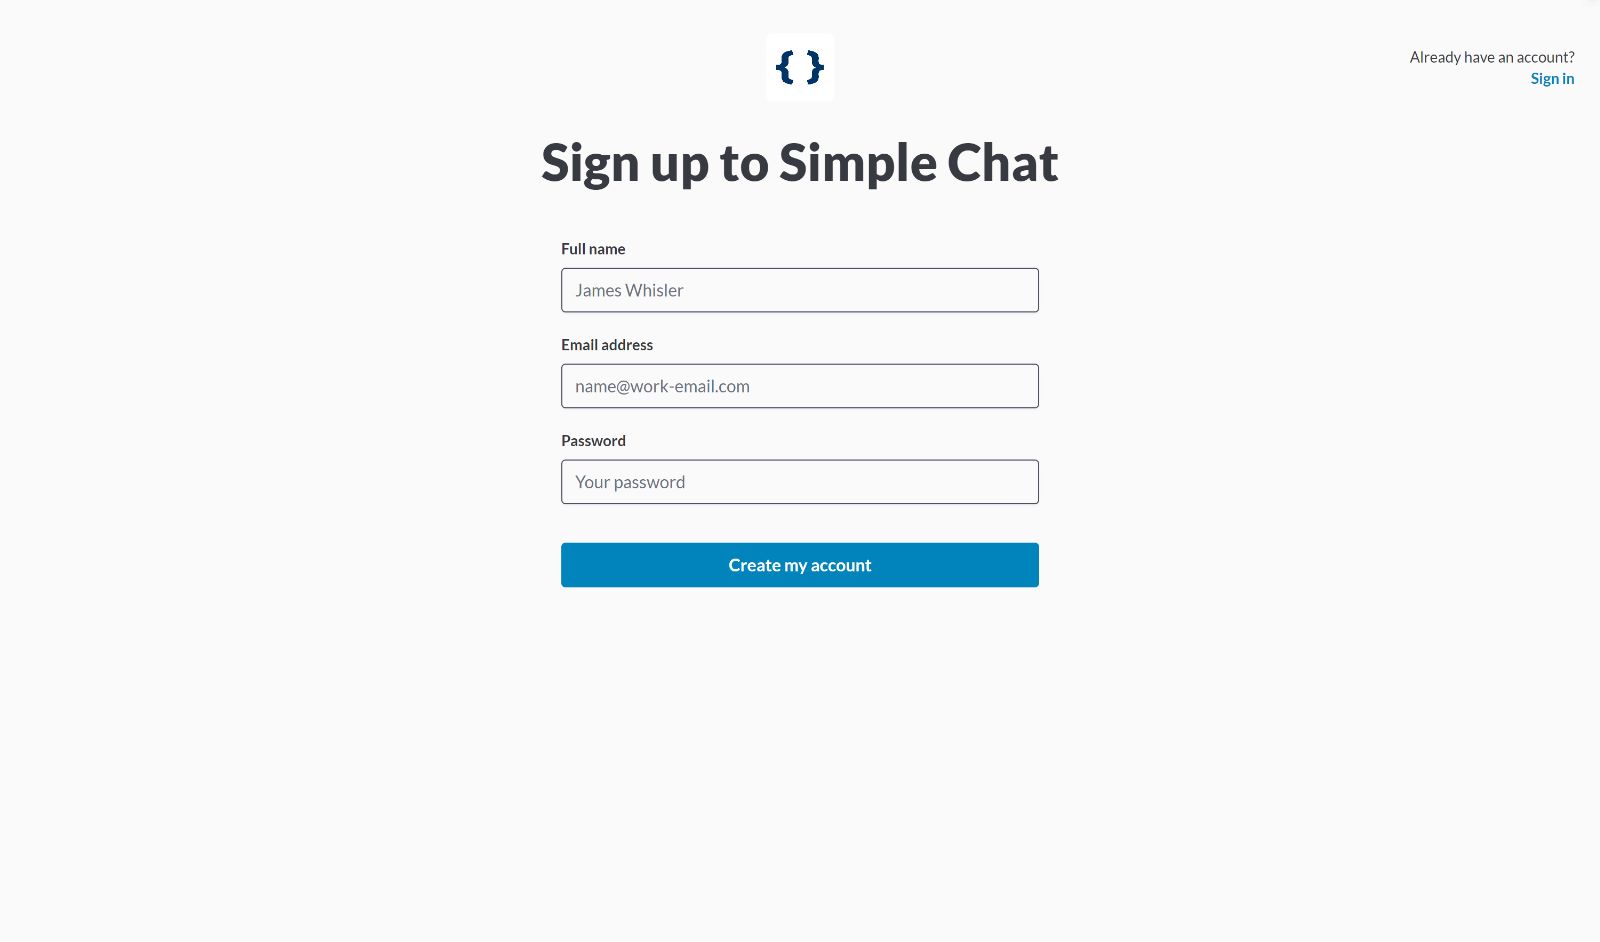 { }
Already have an account?
Sign in
Sign up to Simple Chat
Full name
James Whisler
Email address
name@work-email.com
Password
Your password
Create my account